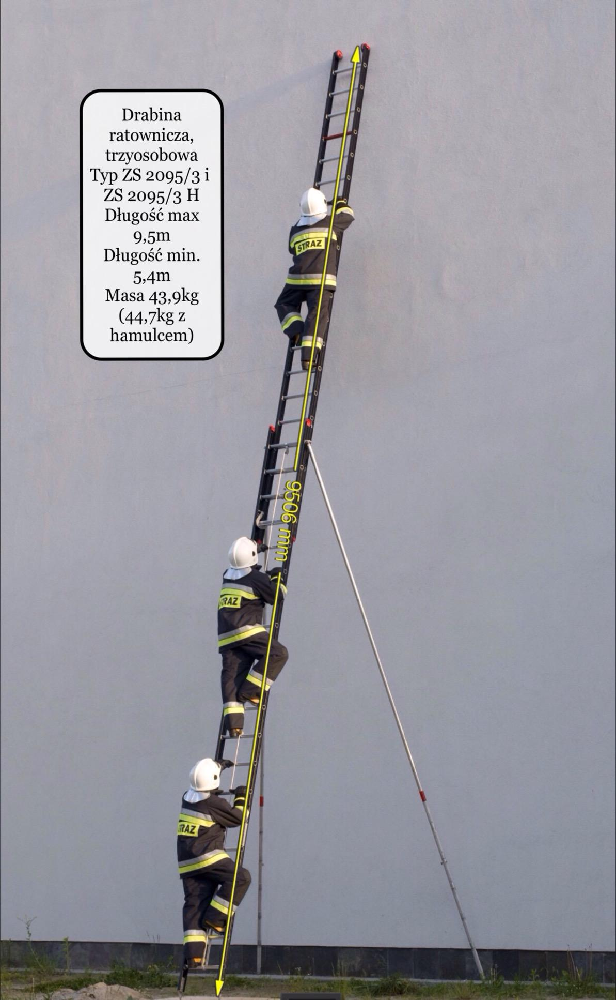 Drabina
ratownicza,
trzyosobowa
Typ ZS 2095/3 i
ZS 2095/3 H
Długość max
9,5m
Długość min.
5,4m
Masa 43,9kg
(44,7kg z
hamulcem)
STRAZ
9506 mm
TRAZ
TRAZ